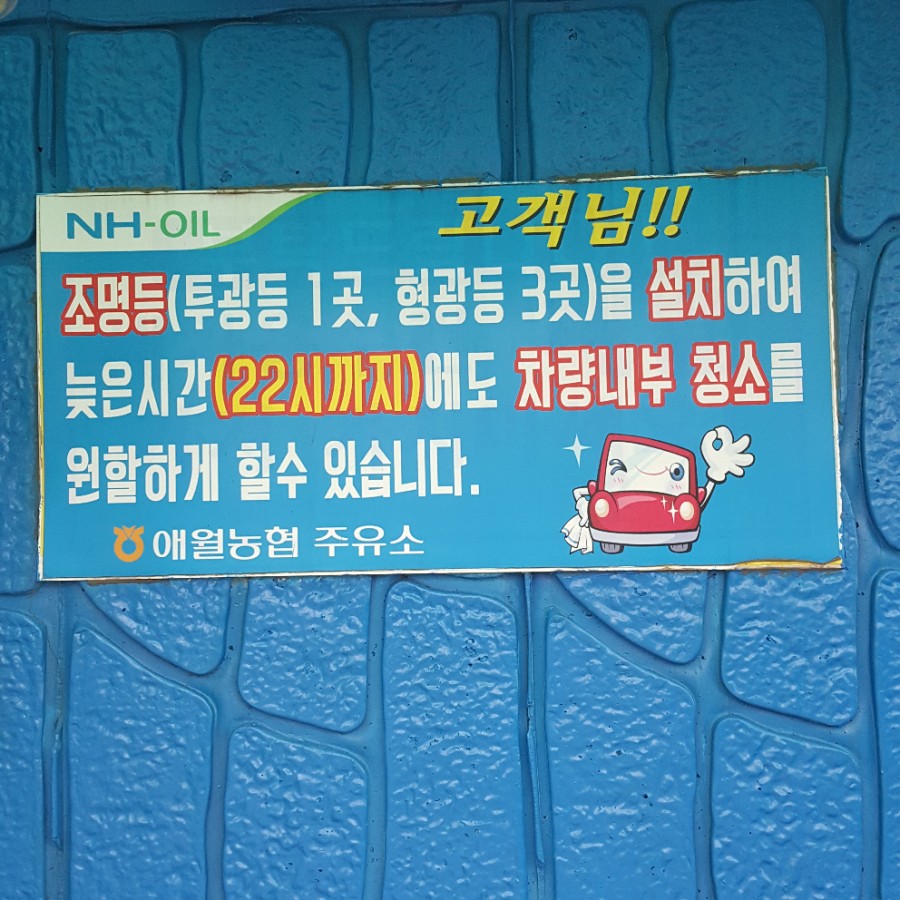 NH-OIL
고객님!!
조명등(투광등 1곳, 형광등 3곳)을 설치하여
늦은시간(22시까지)에도 차량내부 청소를
원할하게 할수 있습니다.
애월농협 주유소